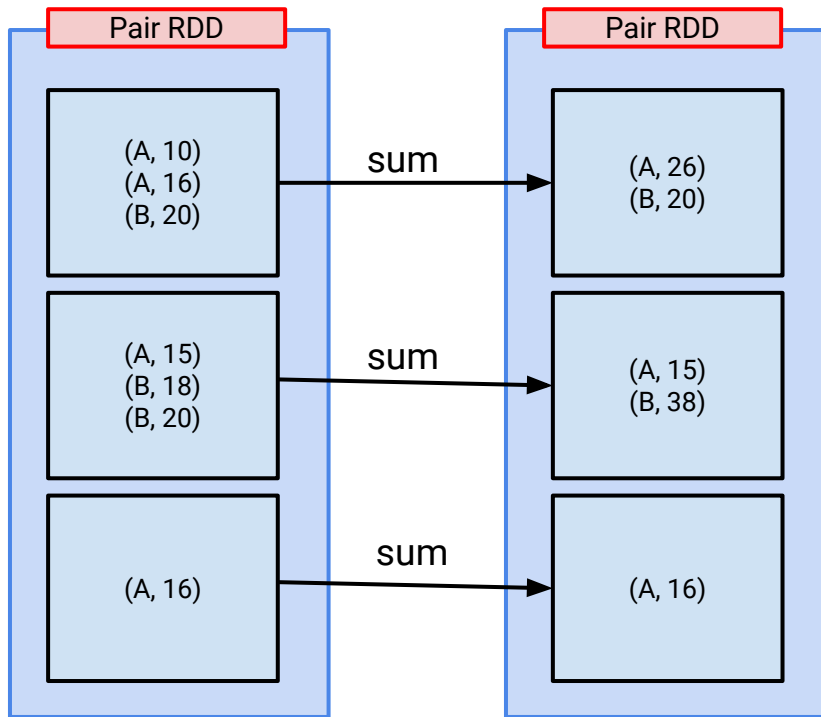 Pair RDD
Pair RDD
(A, 10)
(A, 16)
(B, 20)
sum
(A, 26)
(B, 20)
(A, 15)
(B, 18)
(B, 20)
sum
(A, 15)
(B, 38)
(A, 16)
sum
(A, 16)